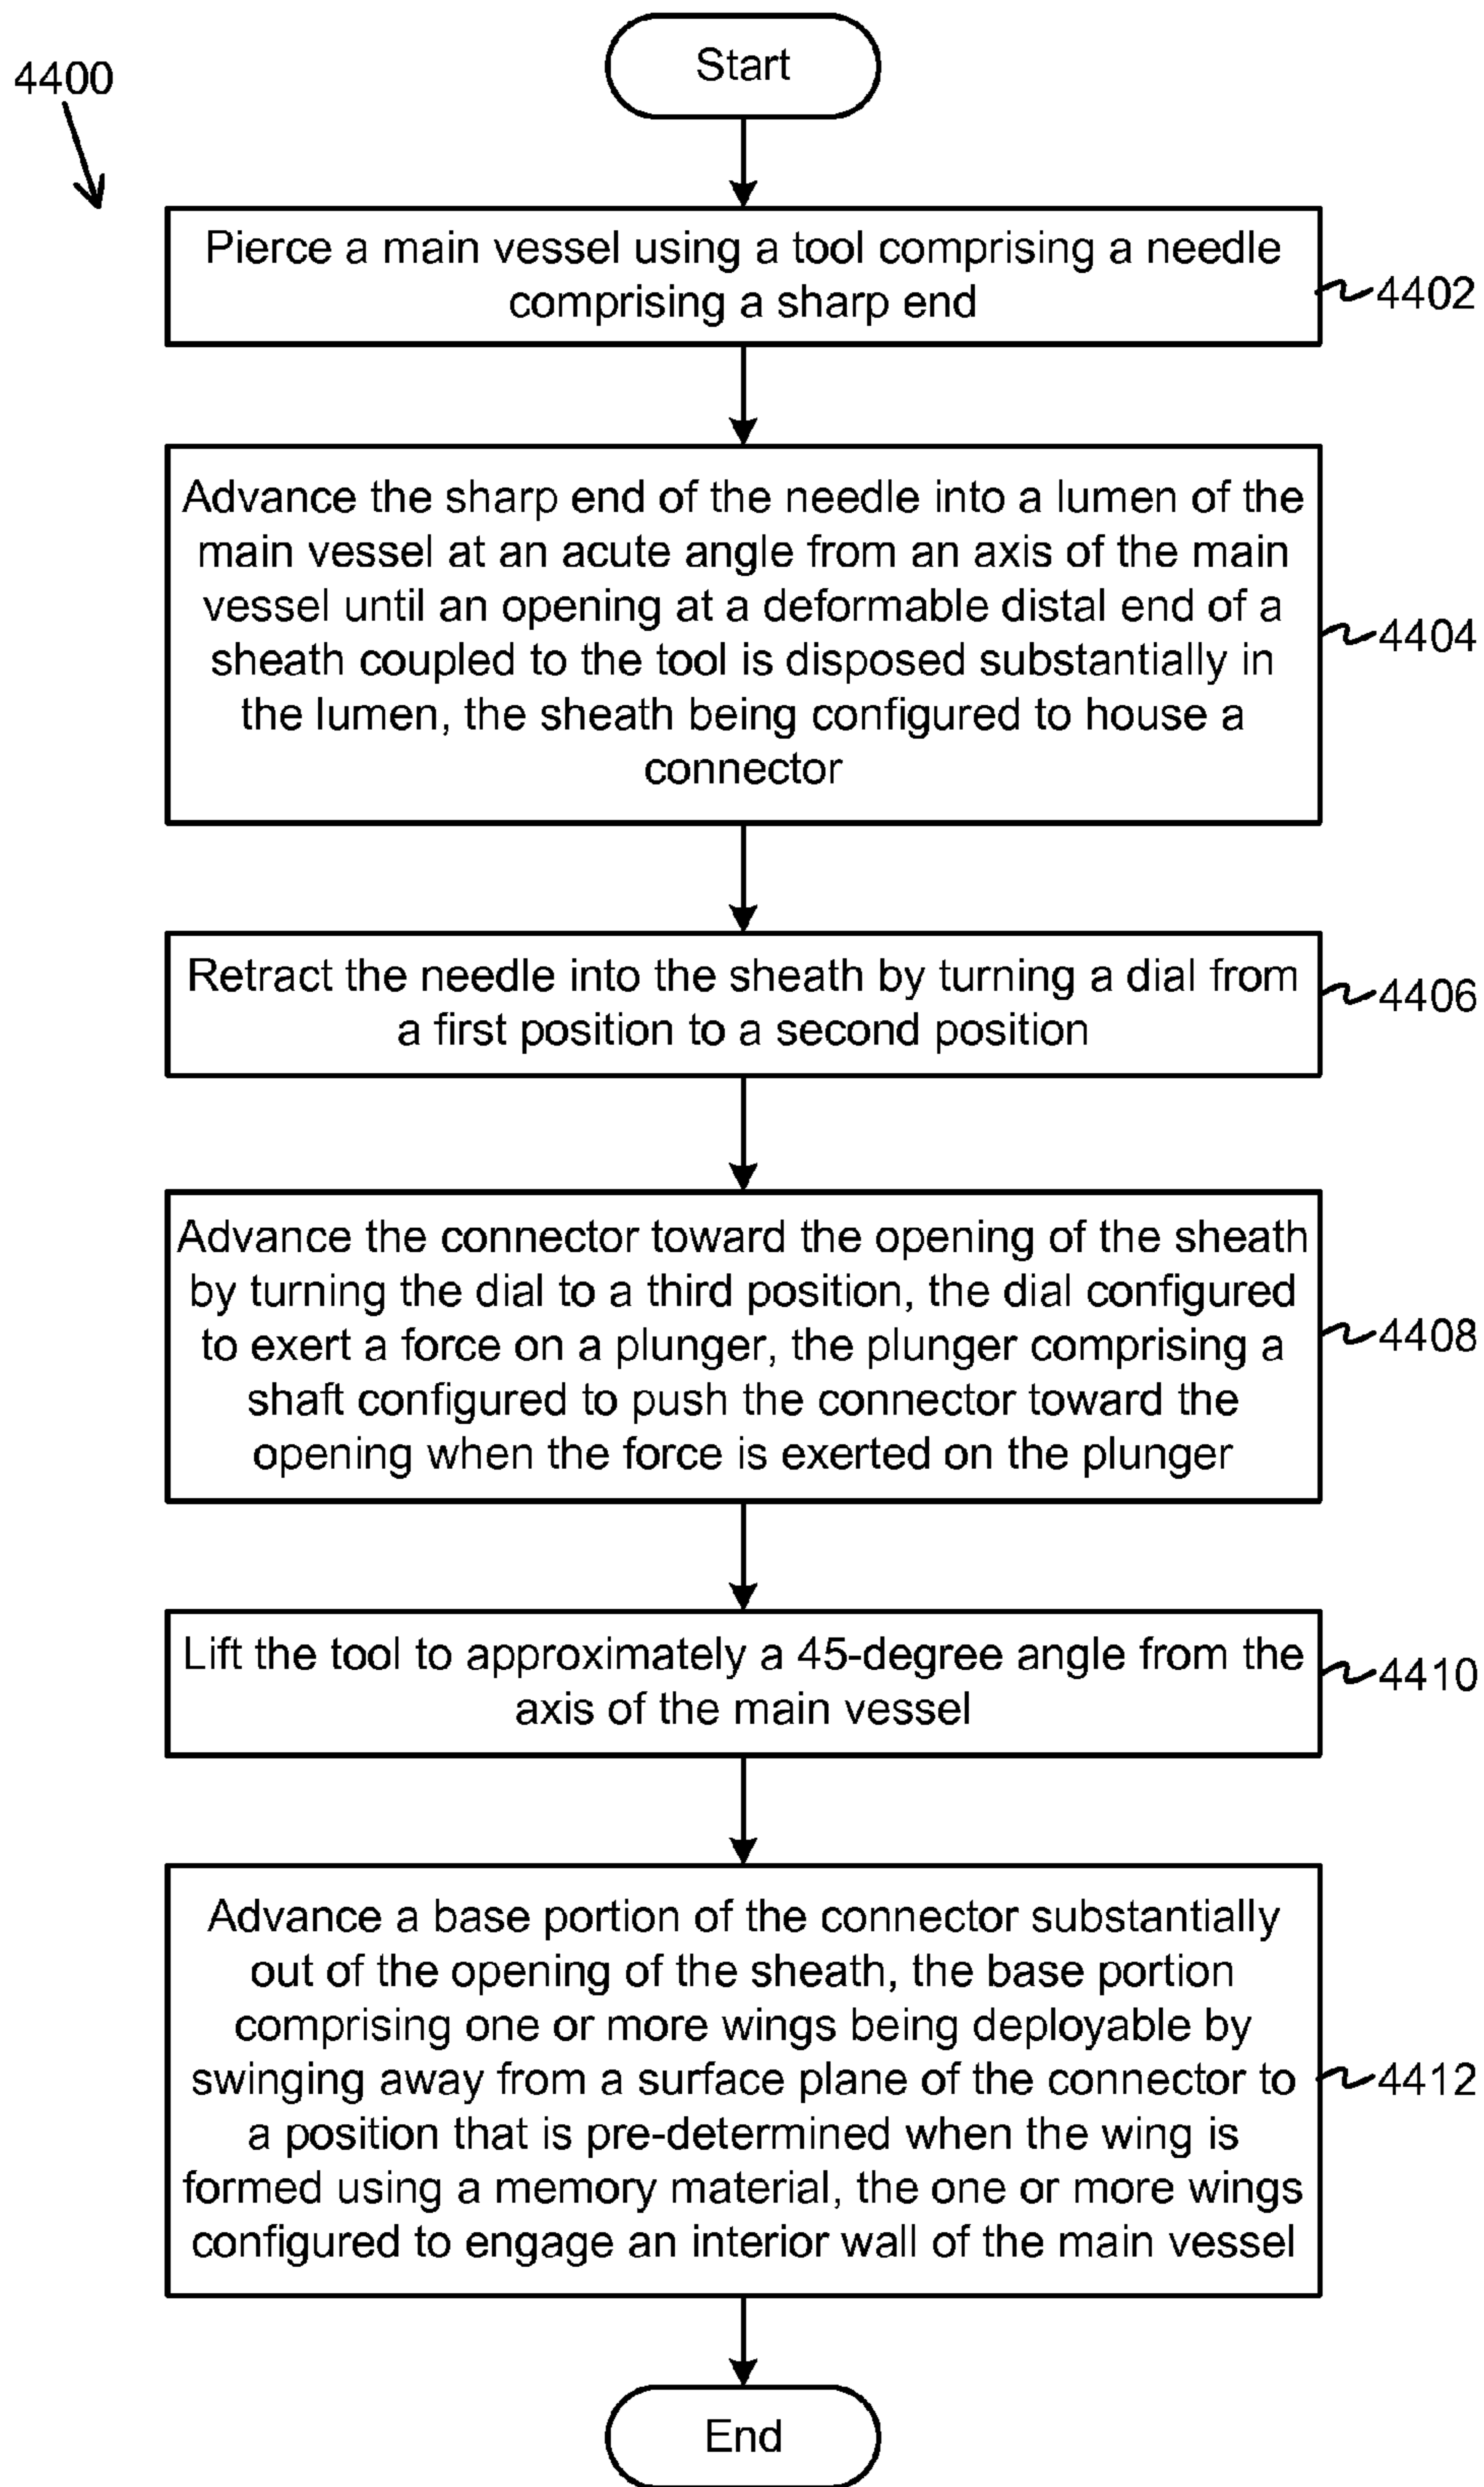 Start
4400
Pierce a main vessel using a tool comprising a needle
comprising a sharp end
4402
Advance the sharp end of the needle into a lumen of the
main vessel at an acute angle from an axis of the main
vessel until an opening at a deformable distal end of a
sheath coupled to the tool is disposed substantially in
the lumen, the sheath being configured to house a
connector
4404
Retract the needle into the sheath by turning a dial from
a first position to a second position
4406
Advance the connector toward the opening of the sheath
by turning the dial to a third position, the dial configured
to exert a force on a plunger, the plunger comprising a
shaft configured to push the connector toward the
opening when the force is exerted on the plunger
4408
Lift the tool to approximately a 45-degree angle from the
axis of the main vessel
4410
Advance a base portion of the connector substantially
out of the opening of the sheath, the base portion
comprising one or more wings being deployable by
swinging away from a surface plane of the connector to
a position that is pre-determined when the wing is
formed using a memory material, the one or more wings
configured to engage an interior wall of the main vessel
4412
End